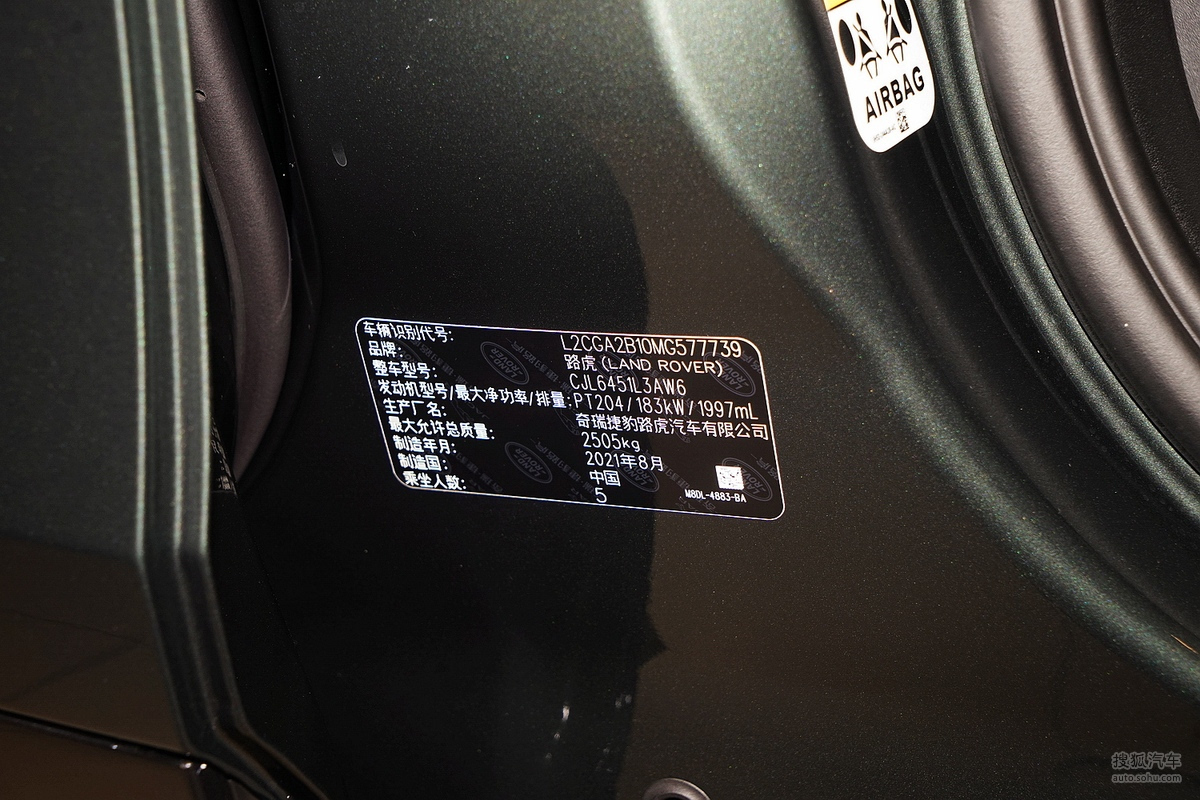 AIRBAG
车辆识别代号: L2CGA2B10MG577739
品牌: 路虎 (LAND ROVER)
整车型号: CJL6451L3AW6
发动机型号/最大净功率/排量: PT204/183kW/1997mL
生产厂名: 奇瑞捷豹路虎汽车有限公司
最大允许总质量: 2505kg
制造年月: 2021年8月
制造国: 中国
乘坐人数: 5
M8DL-4883-BA
搜狐汽车
auto.sohu.com